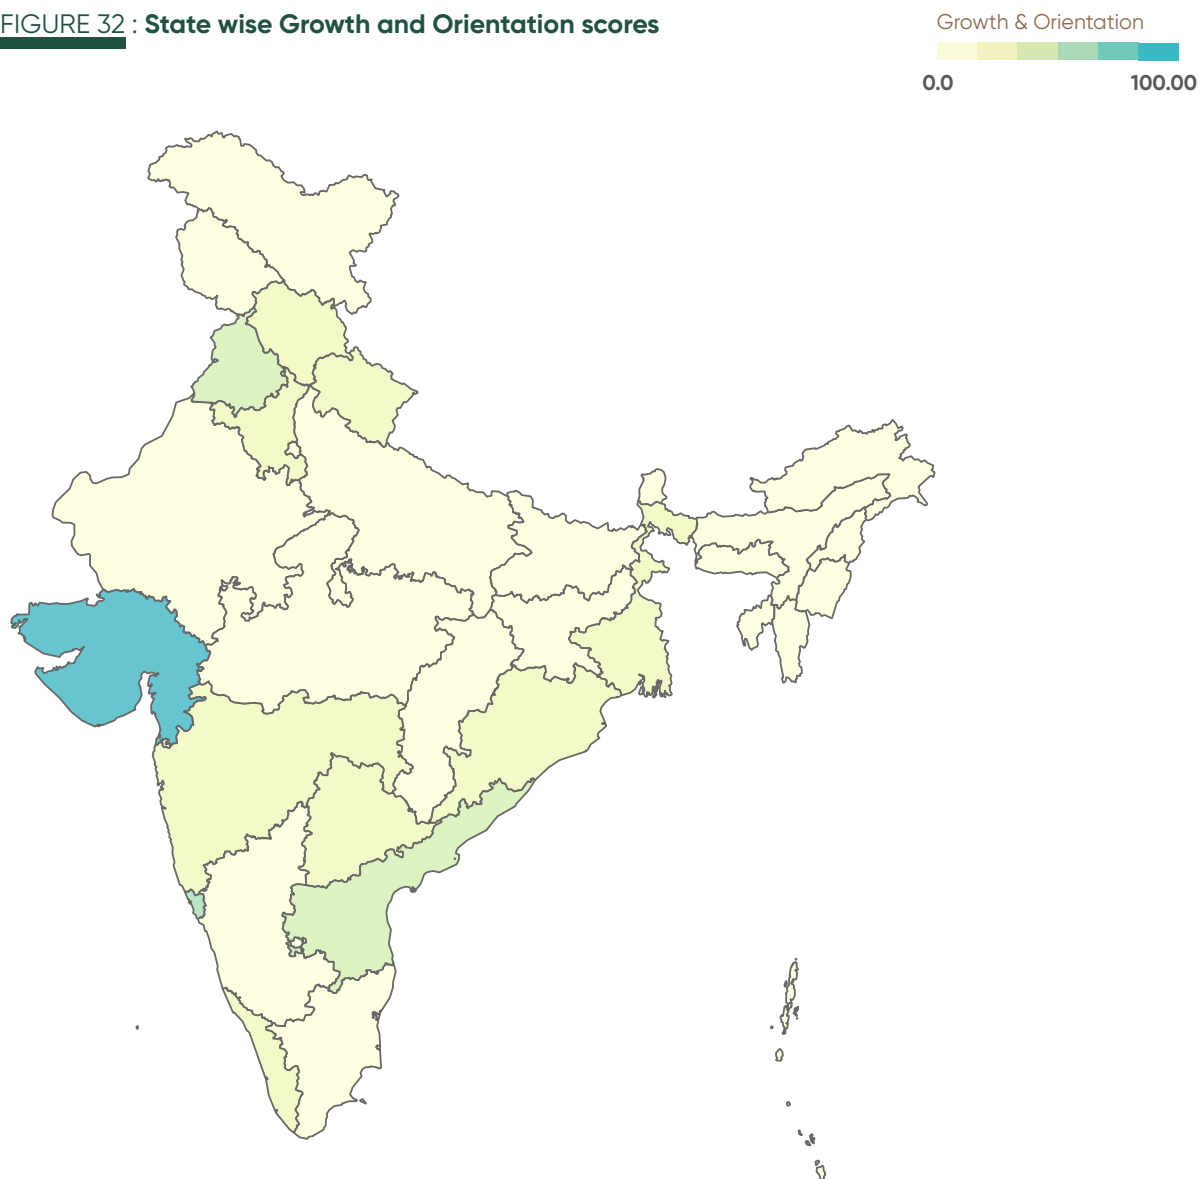 FIGURE 32 : State wise Growth and Orientation scores
Growth & Orientation
0.0 100.00